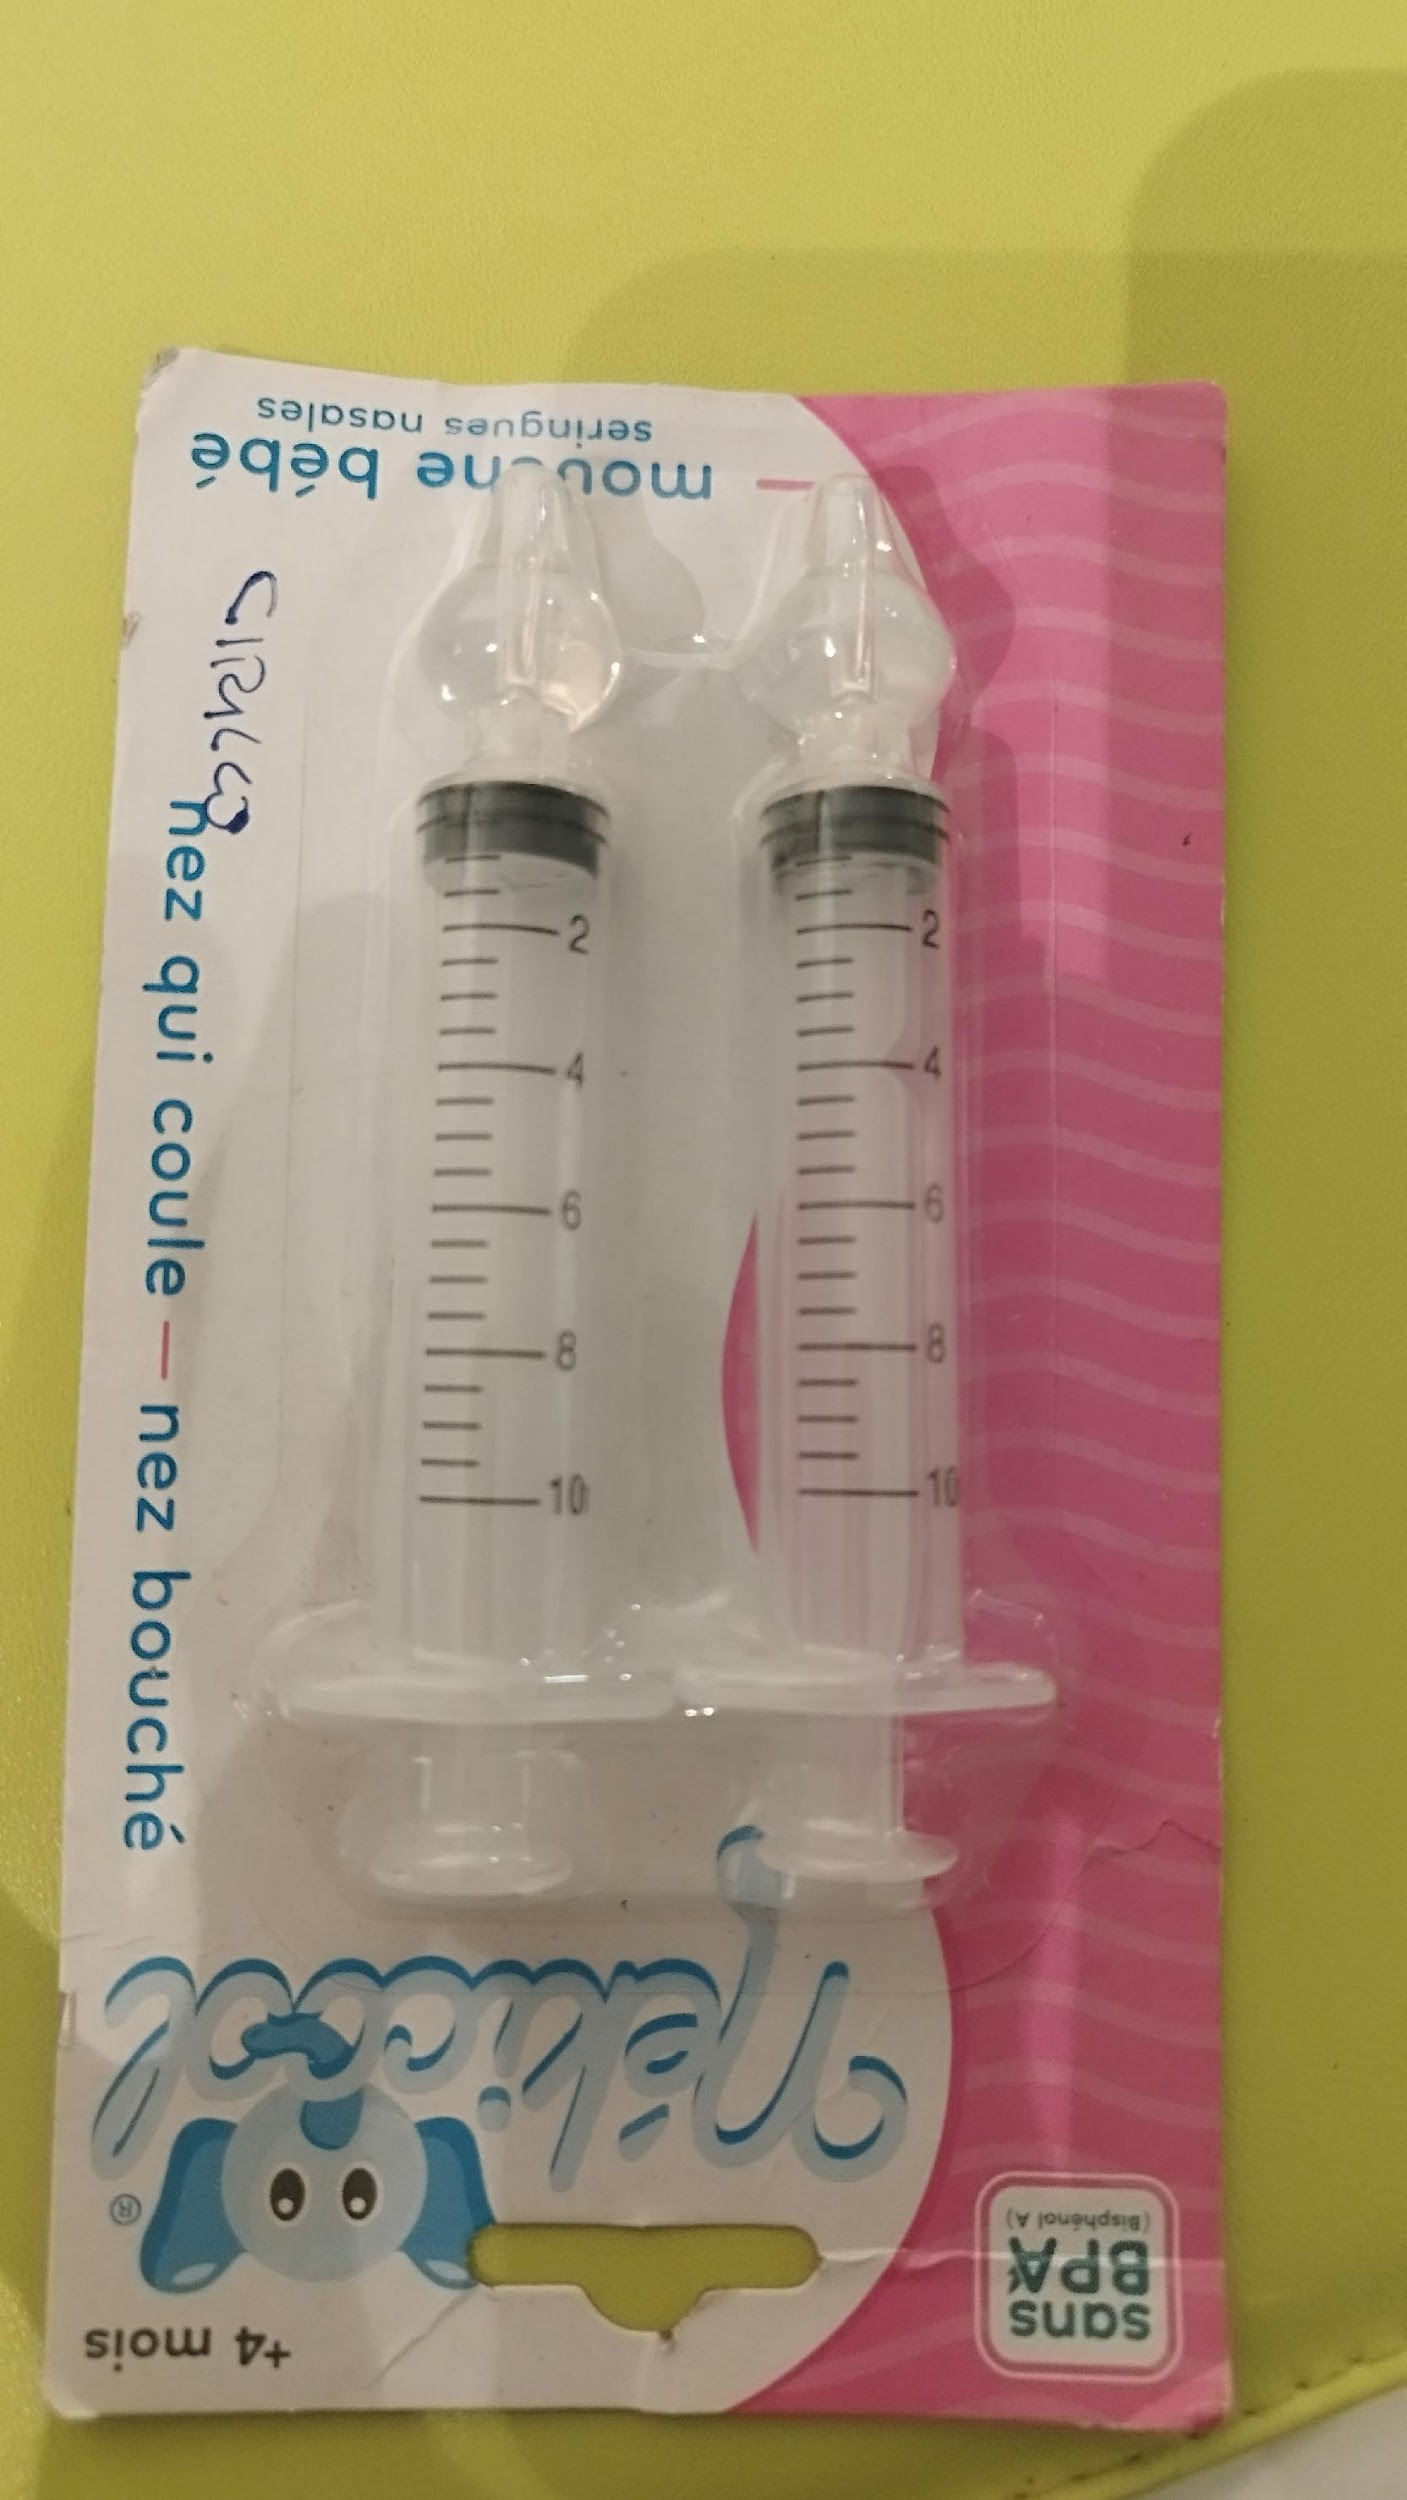 +4 mois
sans
BPA
(Bisphénol A)
Nélicool
®
nez qui coule — nez bouché
2
4
6
8
10
2
4
6
8
10
— mouche bébé
seringues nasales